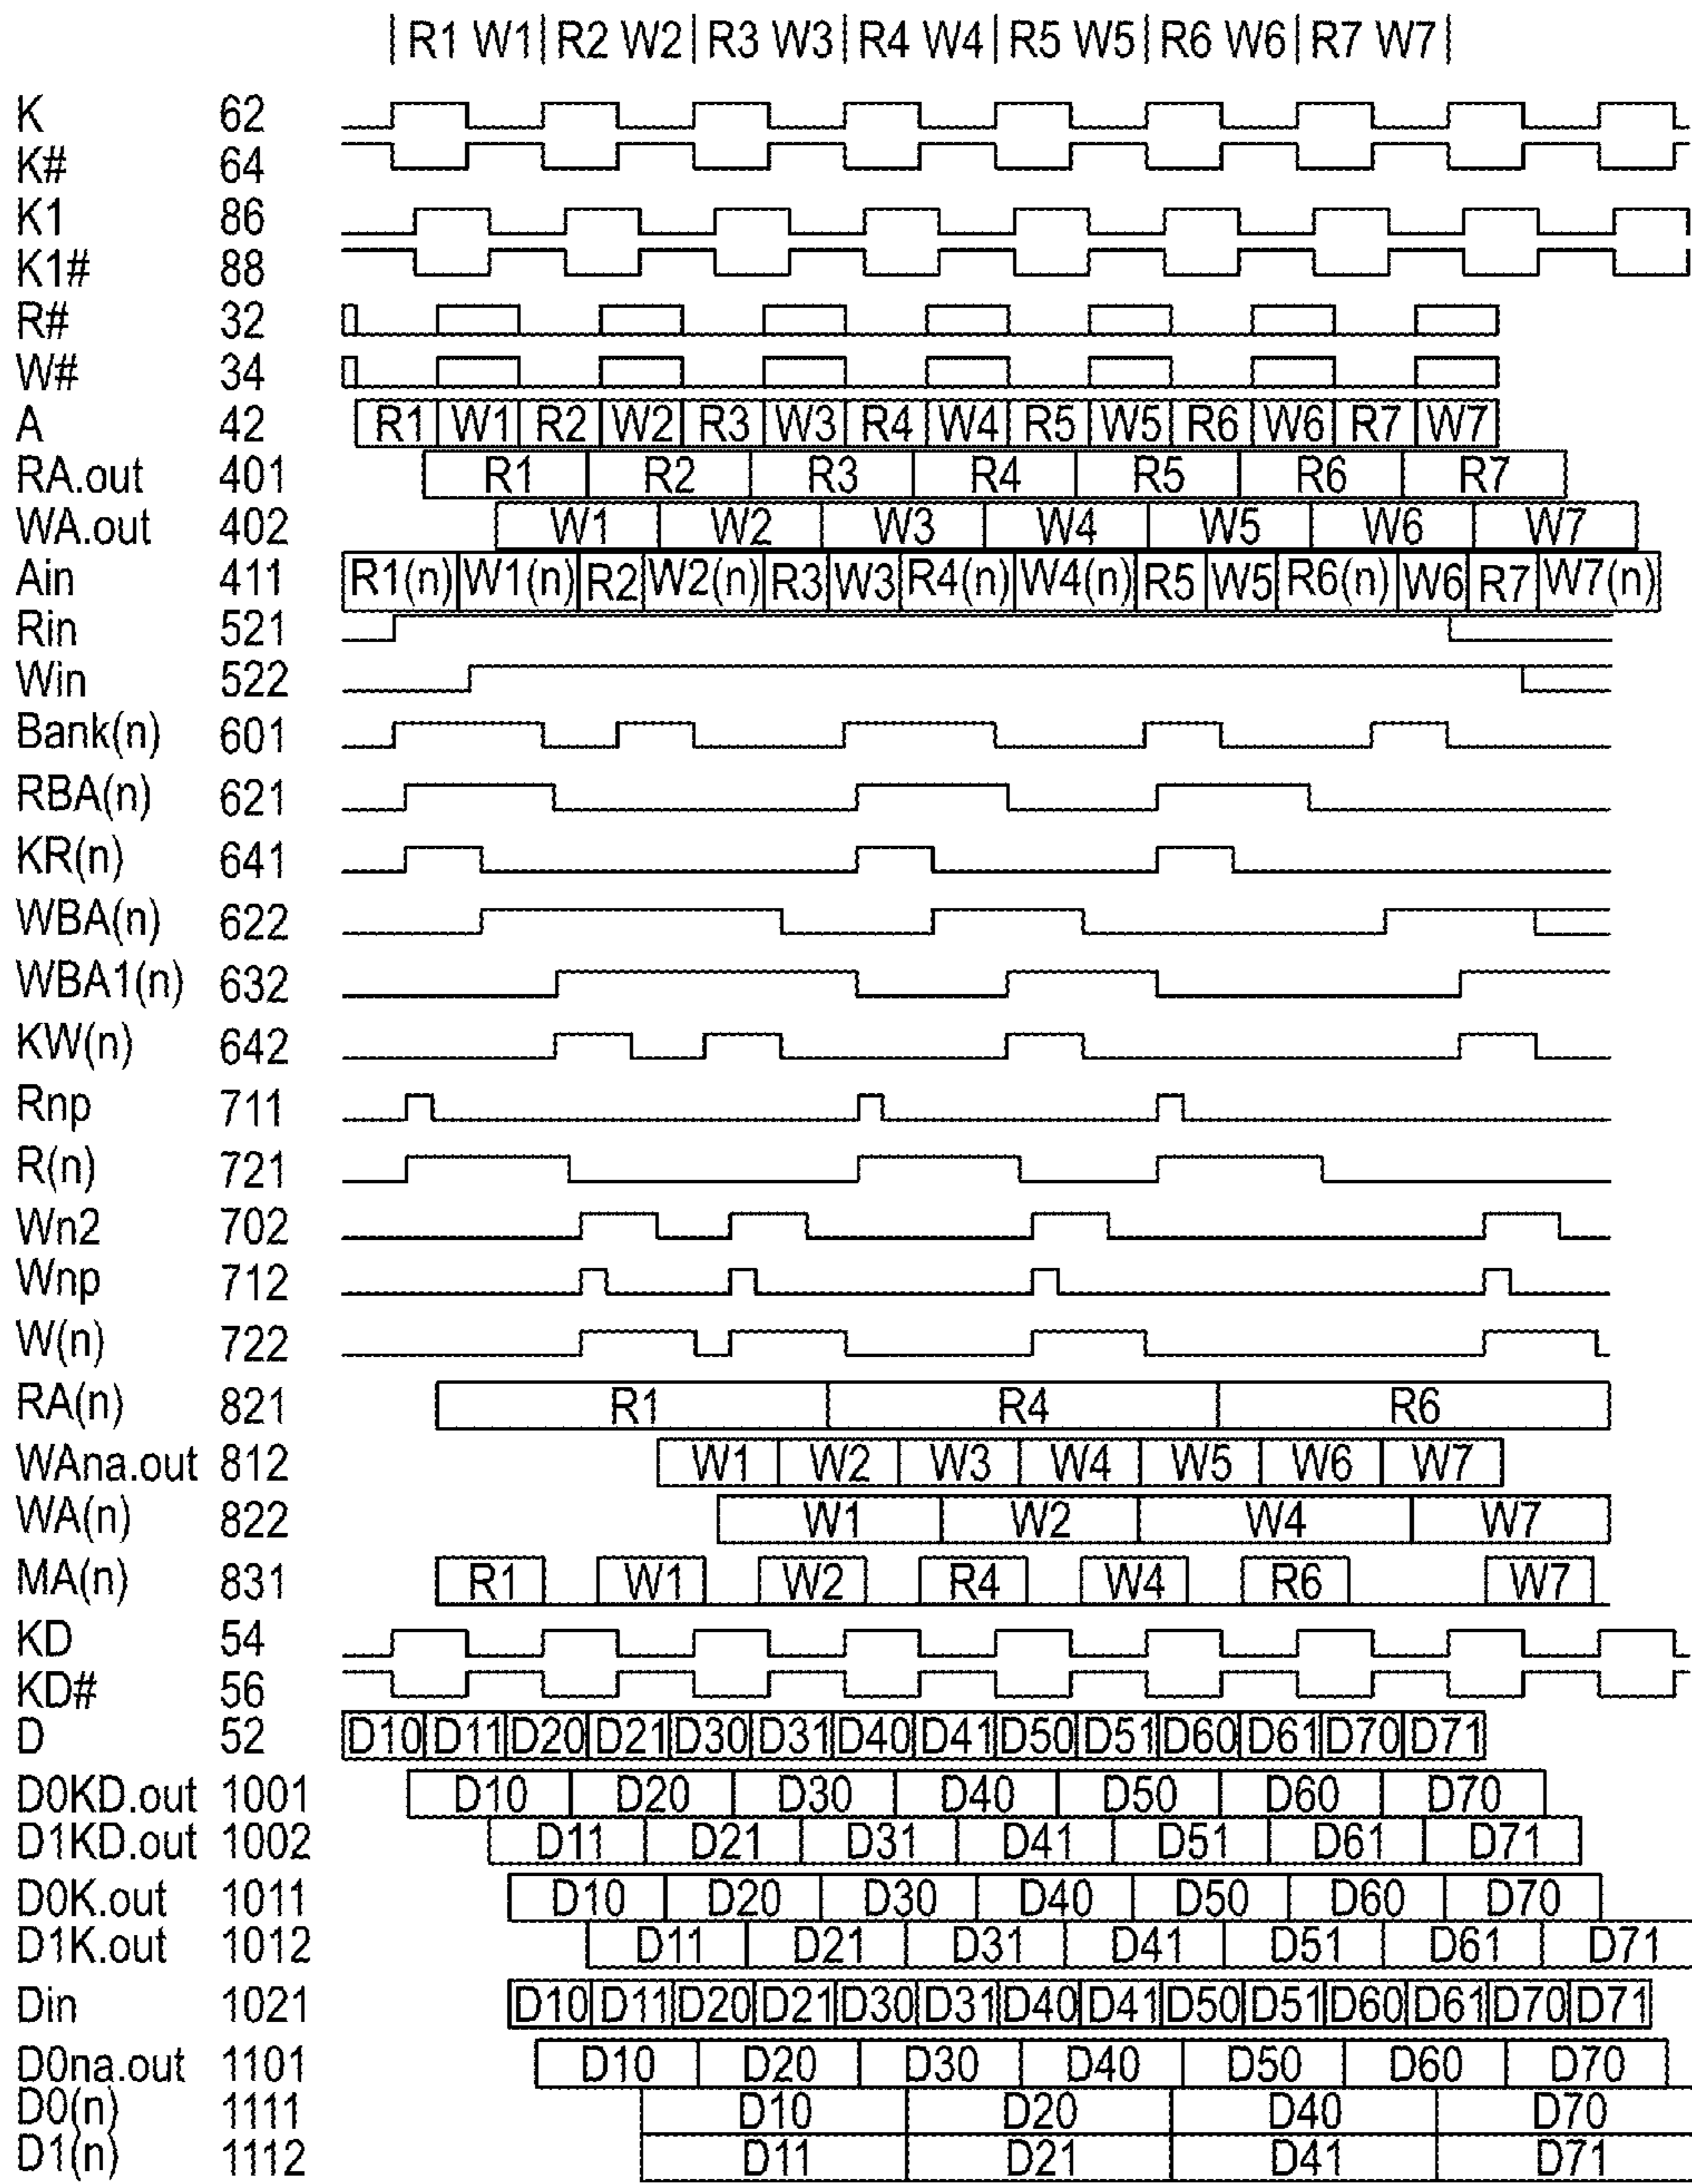 R1 W1 R2 W2 R3 W3 R4 W4 R5 W5 R6 W6 R7 W7
K 62
K# 64
K1 86
K1# 88
R# 32
W# 34
A 42 R1 W1 R2 W2 R3 W3 R4 W4 R5 W5 R6 W6 R7 W7
RA.out 401 R1 R2 R3 R4 R5 R6 R7
WA.out 402 W1 W2 W3 W4 W5 W6 W7
Ain 411 R1(n) W1(n) R2 W2(n) R3 W3 R4(n) W4(n) R5 W5 R6(n) W6 R7 W7(n)
Rin 521
Win 522
Bank(n) 601
RBA(n) 621
KR(n) 641
WBA(n) 622
WBA1(n) 632
KW(n) 642
Rnp 711
R(n) 721
Wn2 702
Wnp 712
W(n) 722
RA(n) 821 R1 R4 R6
WAna.out 812 W1 W2 W3 W4 W5 W6 W7
WA(n) 822 W1 W2 W4 W7
MA(n) 831 R1 W1 W2 R4 W4 R6 W7
KD 54
KD# 56
D 52 D10 D11 D20 D21 D30 D31 D40 D41 D50 D51 D60 D61 D70 D71
D0KD.out 1001 D10 D20 D30 D40 D50 D60 D70
D1KD.out 1002 D11 D21 D31 D41 D51 D61 D71
D0K.out 1011 D10 D20 D30 D40 D50 D60 D70
D1K.out 1012 D11 D21 D31 D41 D51 D61 D71
Din 1021 D10 D11 D20 D21 D30 D31 D40 D41 D50 D51 D60 D61 D70 D71
D0na.out 1101 D10 D20 D30 D40 D50 D60 D70
D0(n) 1111 D10 D20 D40 D70
D1(n) 1112 D11 D21 D41 D71